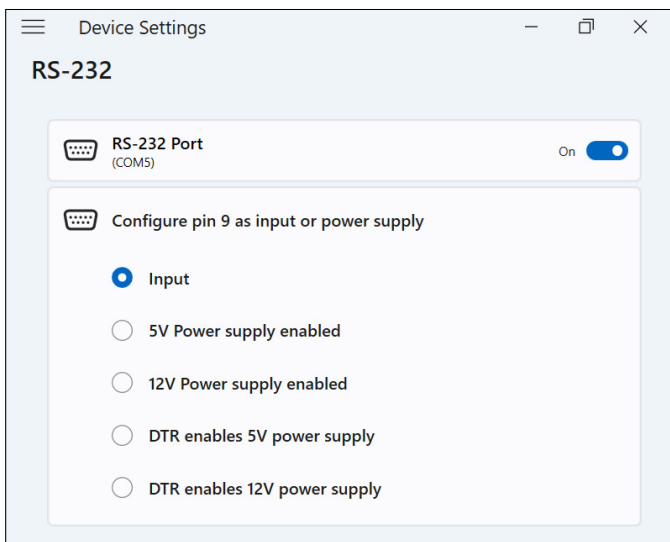 Device Settings
RS-232
RS-232 Port
(COM5)
On
Configure pin 9 as input or power supply
Input
5V Power supply enabled
12V Power supply enabled
DTR enables 5V power supply
DTR enables 12V power supply